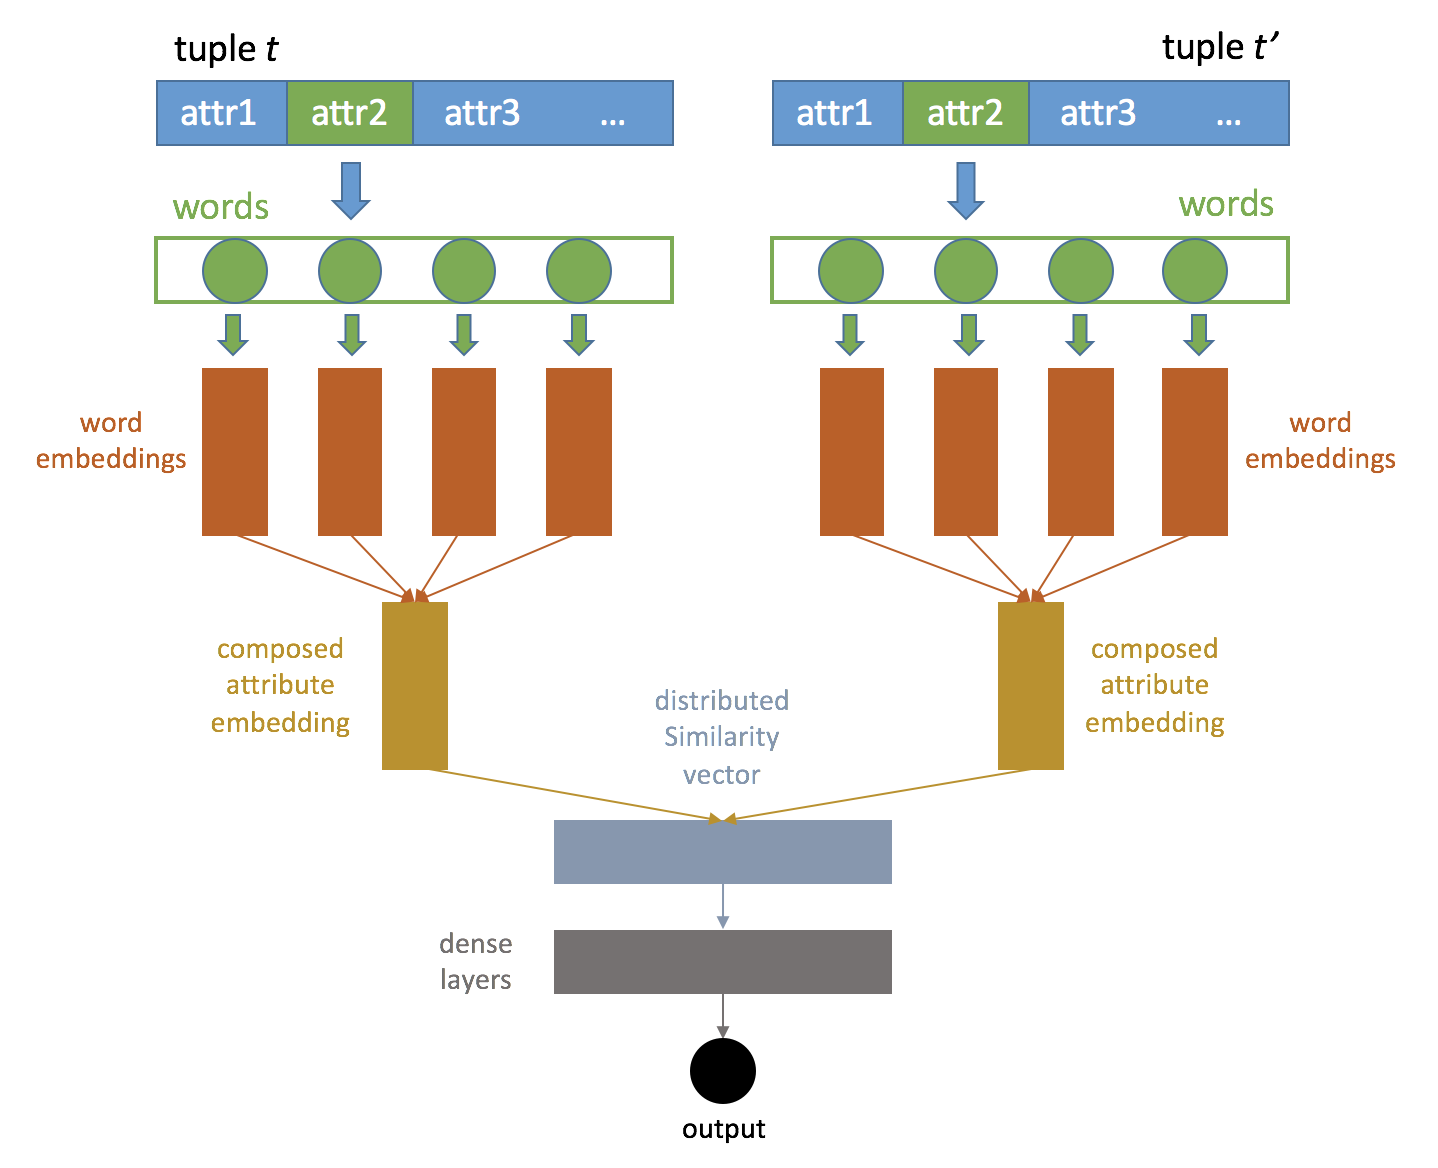 tuple t
tuple t’
attr1 attr2 attr3 ...
attr1 attr2 attr3 ...
words
words
word
embeddings
word
embeddings
composed
attribute
embedding
composed
attribute
embedding
distributed
Similarity
vector
dense
layers
output